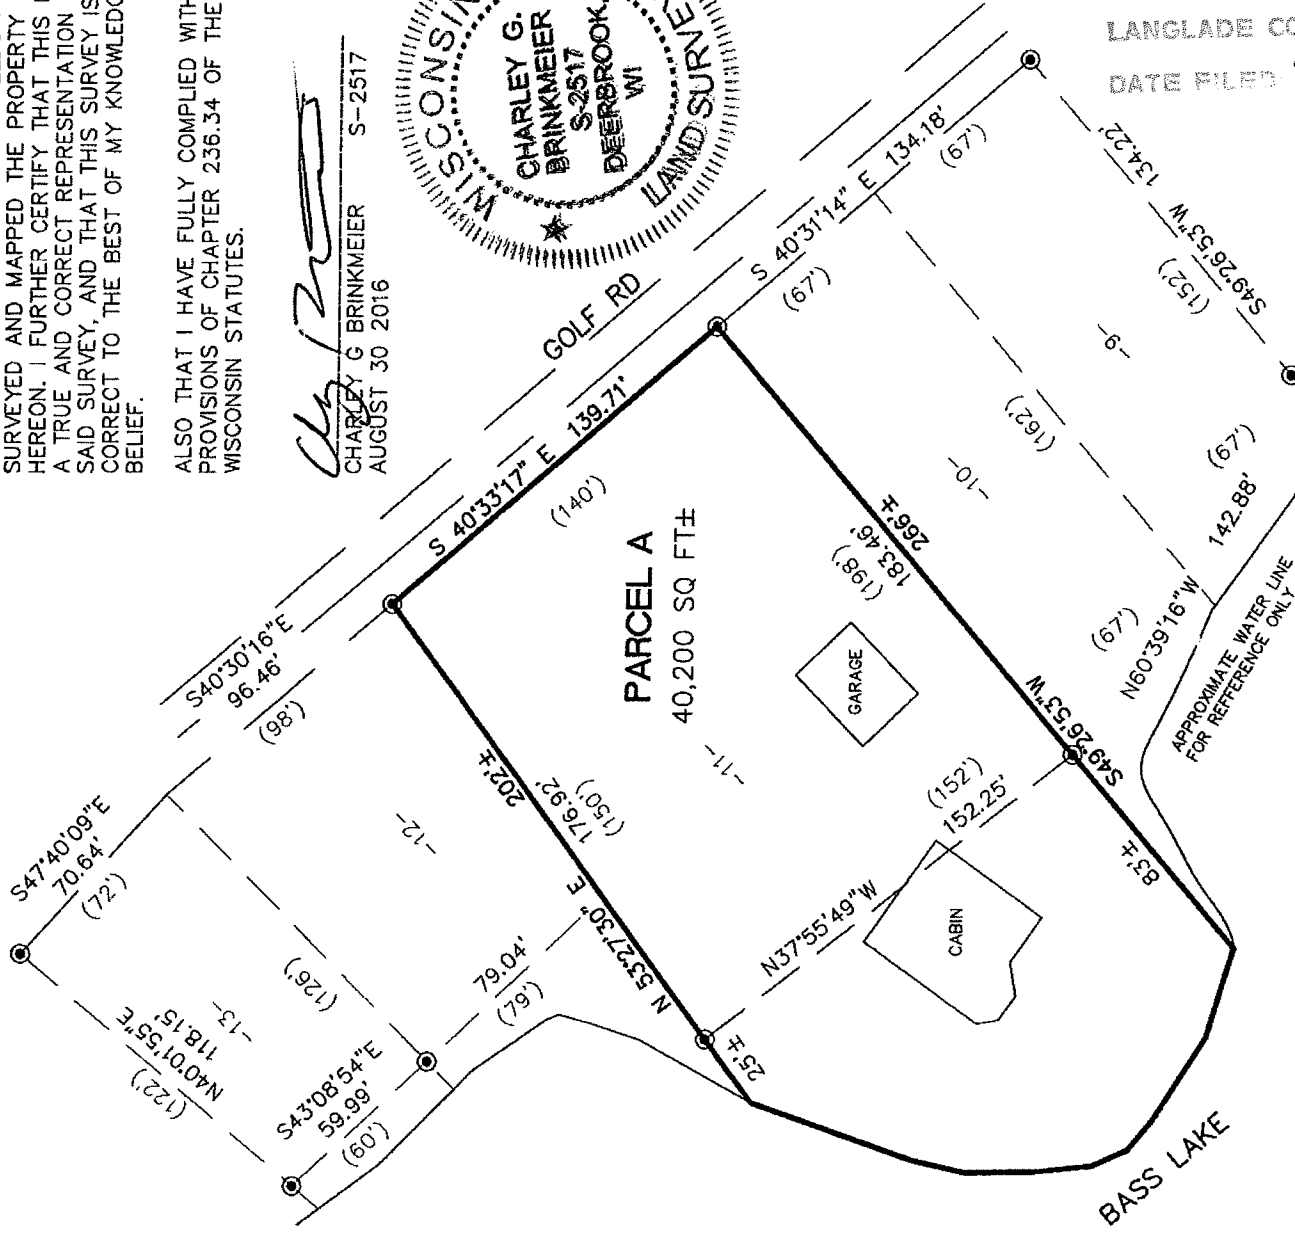 SURVEYED AND MAPPED THE PROPERTY
HEREON. I FURTHER CERTIFY THAT THIS
A TRUE AND CORRECT REPRESENTATION
SAID SURVEY, AND THAT THIS SURVEY IS
CORRECT TO THE BEST OF MY KNOWLEDG
BELIEF.
ALSO THAT I HAVE FULLY COMPLIED WITH
PROVISIONS OF CHAPTER 236.34 OF THE
WISCONSIN STATUTES.
CHARLEY G BRINKMEIER S-2517
AUGUST 30 2016
WISCONSIN
CHARLEY G.
BRINKMEIER
S-2517
DEERBROOK,
WI
LAND SURVEY
LANGLADE CO
DATE FILED:
GOLF RD
S 40°31'14" E 134.18'
(67')
(67')
134.22'
S49°26'53"W
(152')
-9-
(162')
-10-
S 40°33'17" E 139.71'
(140')
PARCEL A
40,200 SQ FT±
-11-
GARAGE
266'±
183.46'
(198')
S49°26'53"W
83'±
(67')
142.88'
(67')
N60°39'16"W
APPROXIMATE WATER LINE
FOR REFFERENCE ONLY
S40°30'16"E
96.46'
(98')
S47°40'09"E
70.64'
(72')
-12-
202'±
176.92'
(150')
N 53°27'30" E
25'±
(152')
152.25'
N37°55'49"W
CABIN
79.04'
(79')
(126')
-13-
N40°01'55"E
118.15'
(122')
S43°08'54"E
59.99'
(60')
BASS LAKE